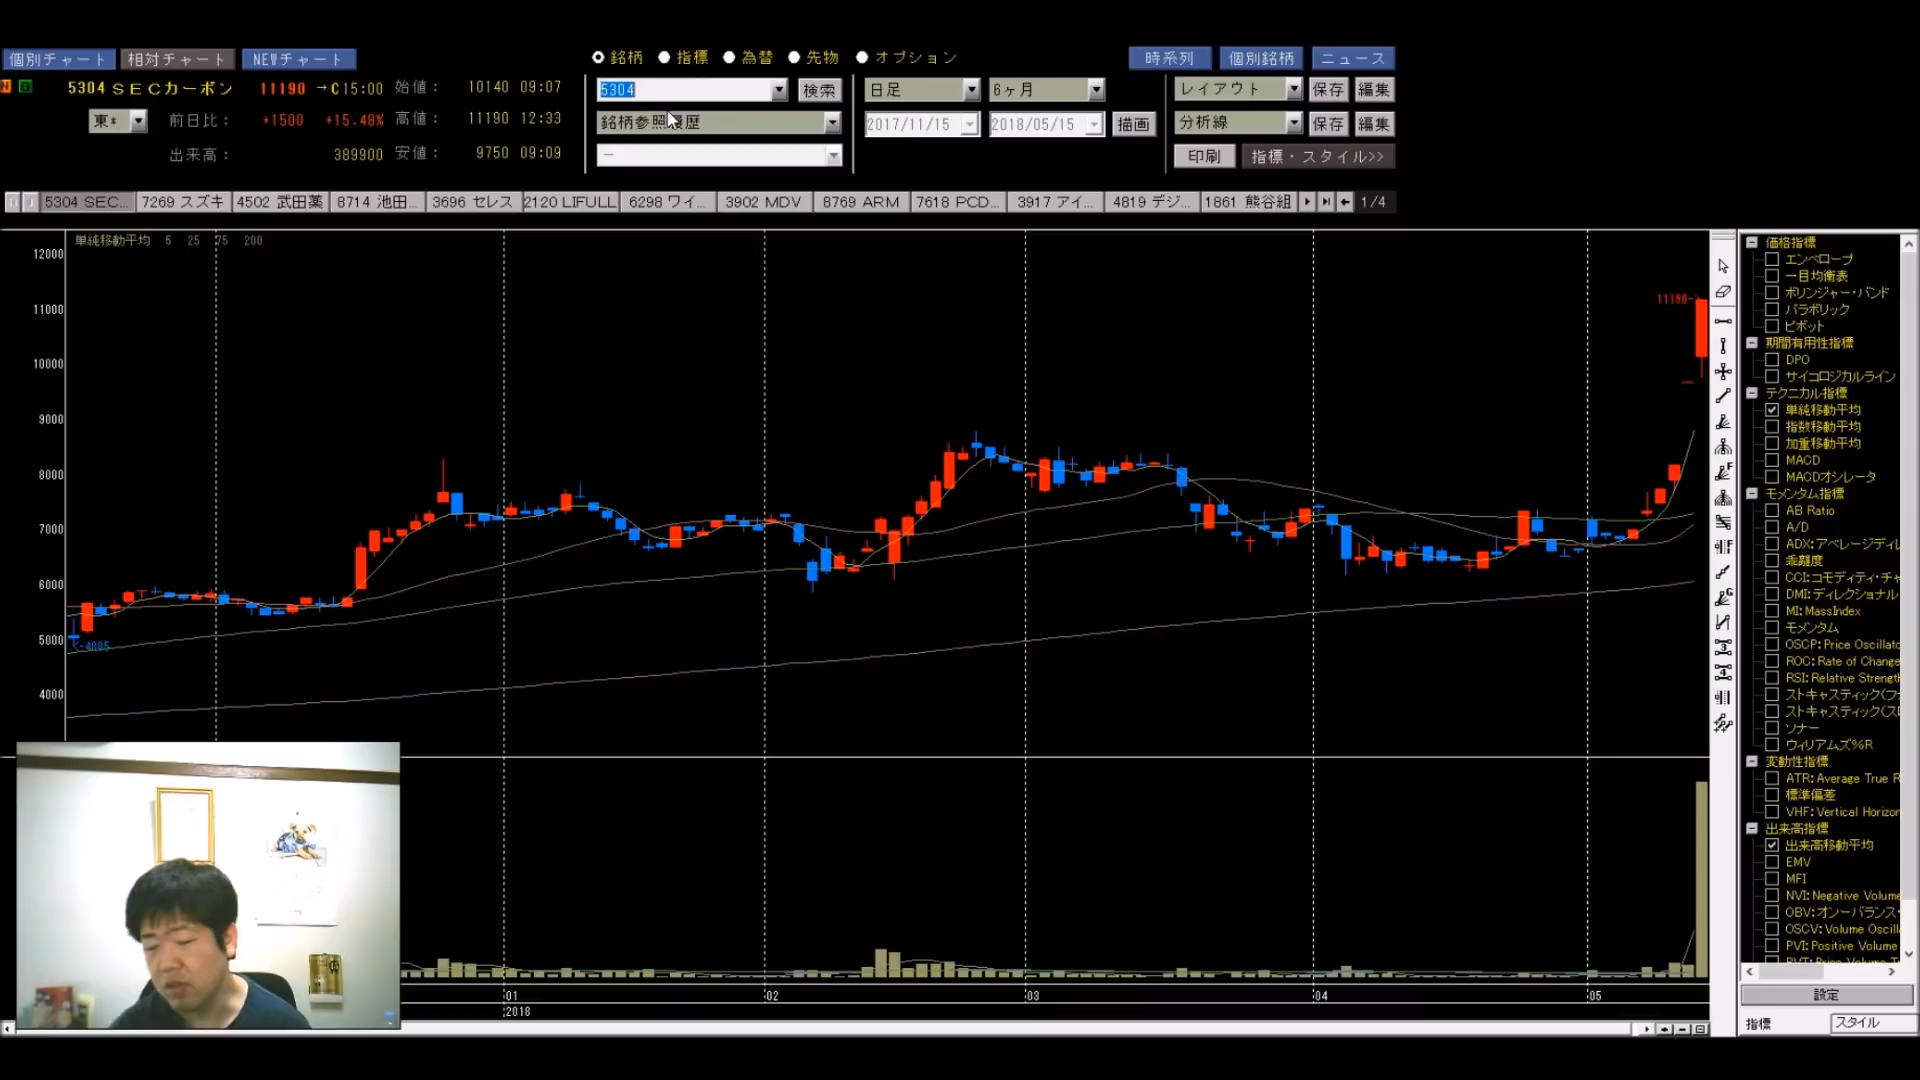 個別チャート 相対チャート NEWチャート
銘柄 指標 為替 先物 オプション
時系列 個別銘柄 ニュース
N G 5304 SECカーボン 11190 →C15:00 始値: 10140 09:07
5304 検索 日足 6ヶ月 レイアウト 保存 編集
東* 前日比: +1500 +15.48% 高値: 11190 12:33
銘柄参照履歴 2017/11/15 2018/05/15 描画 分析線 保存 編集
出来高: 389900 安値: 9750 09:09
— 印刷 指標・スタイル>>
5304 SEC... 7269 スズキ 4502 武田薬 8714 池田... 3696 セレス 2120 LIFULL 6298 ワイ... 3902 MDV 8769 ARM 7618 PCD... 3917 アイ... 4819 デジ... 1861 熊谷組 1/4
単純移動平均 5 25 75 200
12000
11000
10000
9000
8000
7000
6000
5000
4000
11190
4885
01 02 03 04 05
2018
価格指標
エンベロープ
一目均衡表
ボリンジャー・バンド
パラボリック
ピボット
期間有用性指標
DPO
サイコロジカルライン
テクニカル指標
単純移動平均
指数移動平均
加重移動平均
MACD
MACDオシレータ
モメンタム指標
AB Ratio
A/D
ADX:アベレージディレ
乖離度
CCI:コモディティ・チャ
DMI:ディレクショナル
MI:MassIndex
モメンタム
OSCP:Price Oscillato
ROC:Rate of Change
RSI:Relative Strengt
ストキャスティック(フ
ストキャスティック(ス
ソナー
ウィリアムズ%R
変動性指標
ATR:Average True R
標準偏差
VHF:Vertical Horizon
出来高指標
出来高移動平均
EMV
MFI
NVI:Negative Volume
OBV:オン・バランス・
OSCV:Volume Oscill
PVI:Positive Volume
設定
指標 スタイル